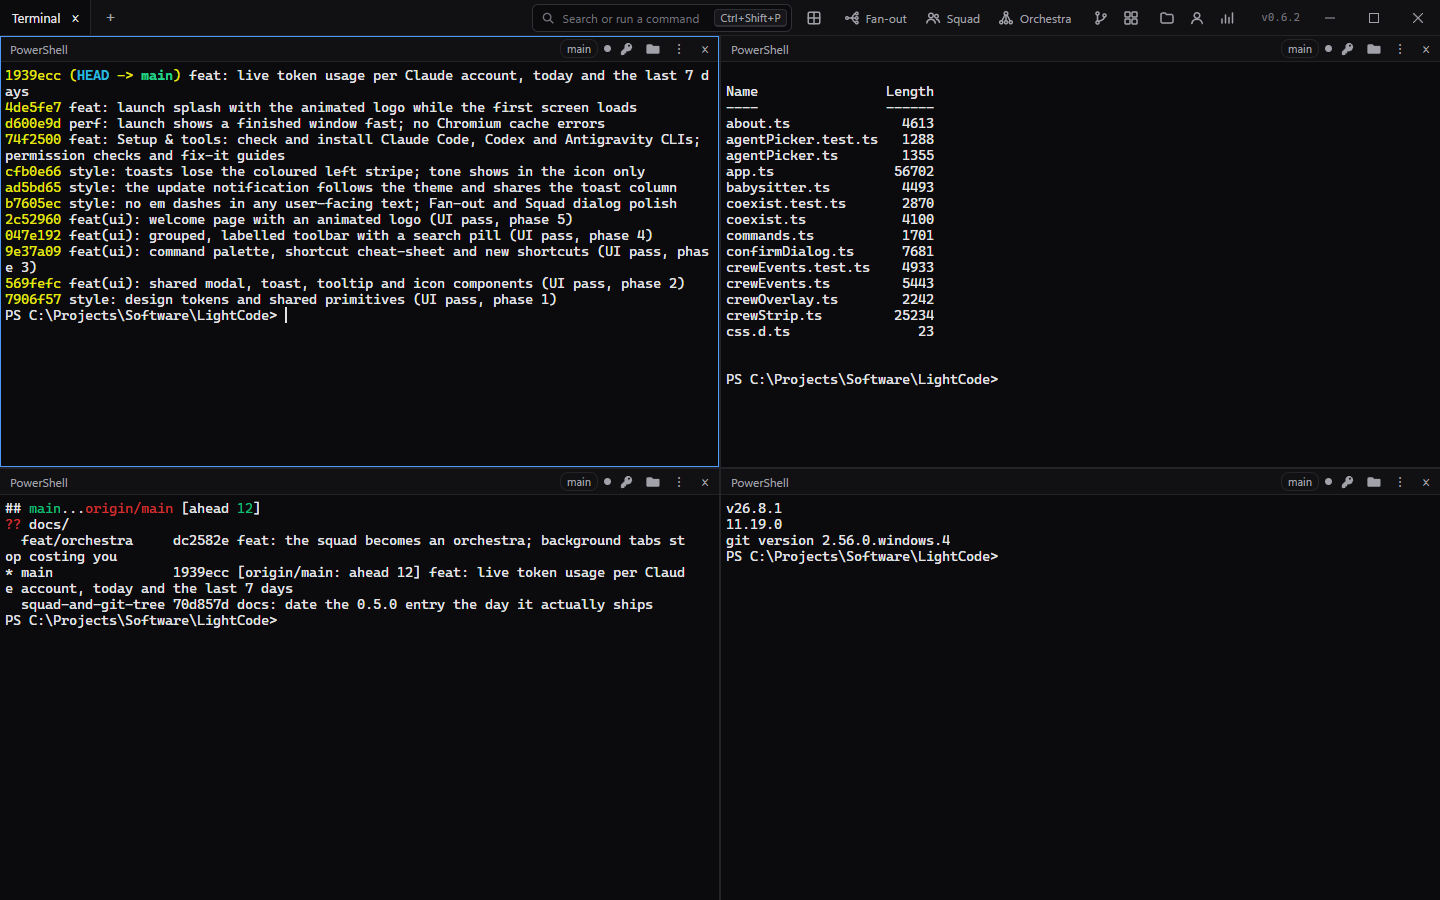 Terminal x +
Search or run a command Ctrl+Shift+P Fan-out Squad Orchestra v0.6.2
PowerShell main x
1939ecc (HEAD -> main) feat: live token usage per Claude account, today and the last 7 d
ays
4de5fe7 feat: launch splash with the animated logo while the first screen loads
d600e9d perf: launch shows a finished window fast; no Chromium cache errors
74f2500 feat: Setup & tools: check and install Claude Code, Codex and Antigravity CLIs;
permission checks and fix-it guides
cfb0e66 style: toasts lose the coloured left stripe; tone shows in the icon only
ad5bd65 style: the update notification follows the theme and shares the toast column
b7605ec style: no em dashes in any user-facing text; Fan-out and Squad dialog polish
2c52960 feat(ui): welcome page with an animated logo (UI pass, phase 5)
047e192 feat(ui): grouped, labelled toolbar with a search pill (UI pass, phase 4)
9e37a09 feat(ui): command palette, shortcut cheat-sheet and new shortcuts (UI pass, phas
e 3)
569fefc feat(ui): shared modal, toast, tooltip and icon components (UI pass, phase 2)
7906f57 style: design tokens and shared primitives (UI pass, phase 1)
PS C:\Projects\Software\LightCode>
PowerShell main x
Name Length
---- ------
about.ts 4613
agentPicker.test.ts 1288
agentPicker.ts 1355
app.ts 56702
babysitter.ts 4493
coexist.test.ts 2870
coexist.ts 4100
commands.ts 1701
confirmDialog.ts 7681
crewEvents.test.ts 4933
crewEvents.ts 5443
crewOverlay.ts 2242
crewStrip.ts 25234
css.d.ts 23
PS C:\Projects\Software\LightCode>
PowerShell main x
## main...origin/main [ahead 12]
?? docs/
feat/orchestra dc2582e feat: the squad becomes an orchestra; background tabs st
op costing you
* main 1939ecc [origin/main: ahead 12] feat: live token usage per Claud
e account, today and the last 7 days
squad-and-git-tree 70d857d docs: date the 0.5.0 entry the day it actually ships
PS C:\Projects\Software\LightCode>
PowerShell main x
v26.8.1
11.19.0
git version 2.56.0.windows.4
PS C:\Projects\Software\LightCode>